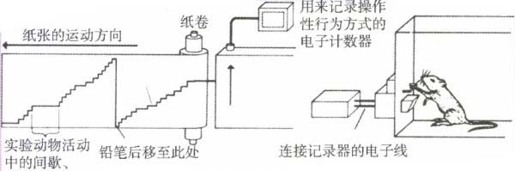 纸张的运动方向
纸卷
用来记录操作
性行为方式的
电子计数器
实验动物活动
中的间歇、
铅笔后移至此处
连接记录器的电子线